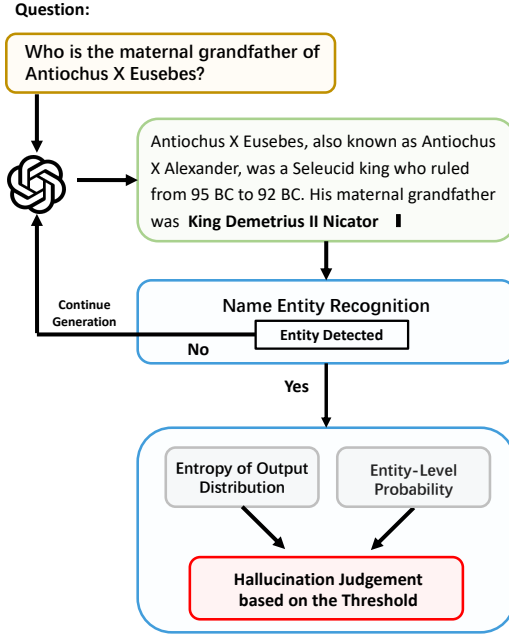 Question:
Who is the maternal grandfather of
Antiochus X Eusebes?
Antiochus X Eusebes, also known as Antiochus
X Alexander, was a Seleucid king who ruled
from 95 BC to 92 BC. His maternal grandfather
was King Demetrius II Nicator
Continue
Generation
Name Entity Recognition
Entity Detected
No
Yes
Entropy of Output
Distribution
Entity-Level
Probability
Hallucination Judgement
based on the Threshold